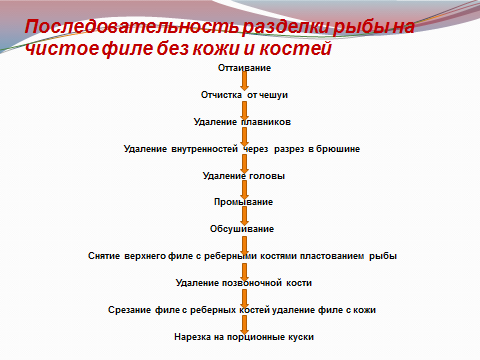 Последовательность разделки рыбы на
чистое филе без кожи и костей
Оттаивание
Отчистка от чешуи
Удаление плавников
Удаление внутренностей через разрез в брюшине
Удаление головы
Промывание
Обсушивание
Снятие верхнего филе с реберными костями пластованием рыбы
Удаление позвоночной кости
Срезание филе с реберных костей удаление филе с кожи
Нарезка на порционные куски